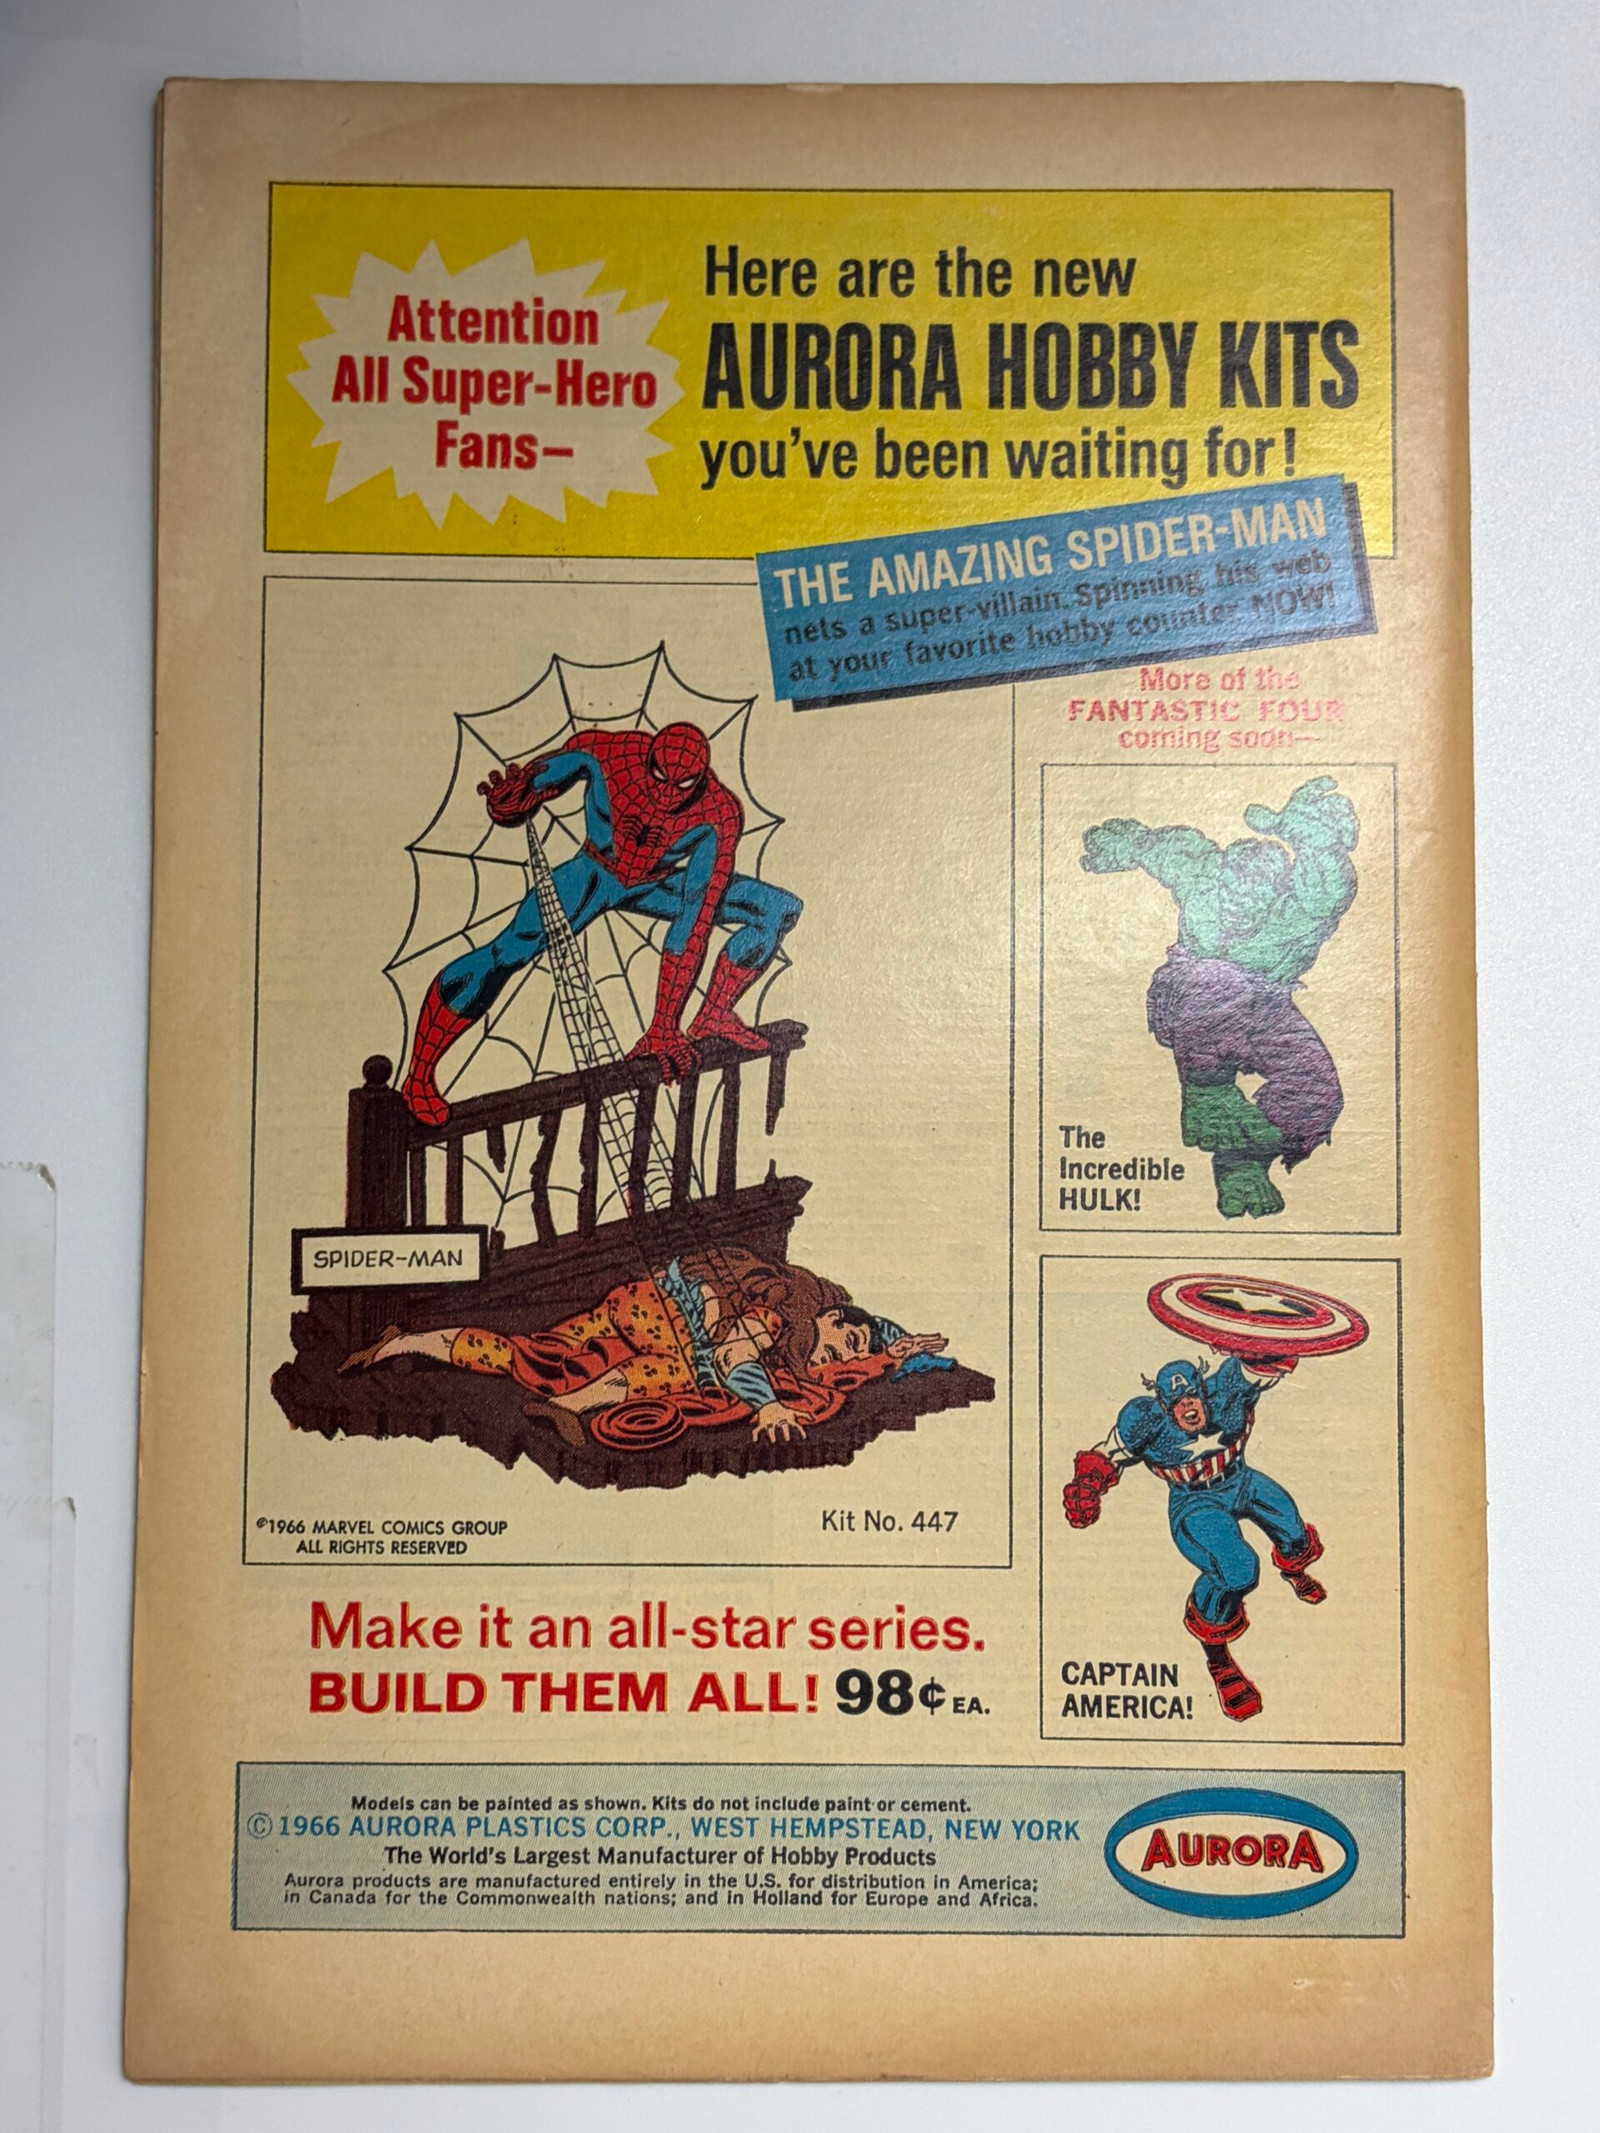 Attention
All Super-Hero
Fans—
Here are the new
AURORA HOBBY KITS
you've been waiting for!
THE AMAZING SPIDER-MAN
nets a super-villain. Spinning his web
at your favorite hobby counter NOW!
More of the
FANTASTIC FOUR
coming soon—
SPIDER-MAN
©1966 MARVEL COMICS GROUP
ALL RIGHTS RESERVED
Kit No. 447
The
Incredible
HULK!
A
CAPTAIN
AMERICA!
Make it an all-star series.
BUILD THEM ALL! 98¢ EA.
Models can be painted as shown. Kits do not include paint or cement.
© 1966 AURORA PLASTICS CORP., WEST HEMPSTEAD, NEW YORK
The World's Largest Manufacturer of Hobby Products
Aurora products are manufactured entirely in the U.S. for distribution in America;
in Canada for the Commonwealth nations; and in Holland for Europe and Africa.
AURORA